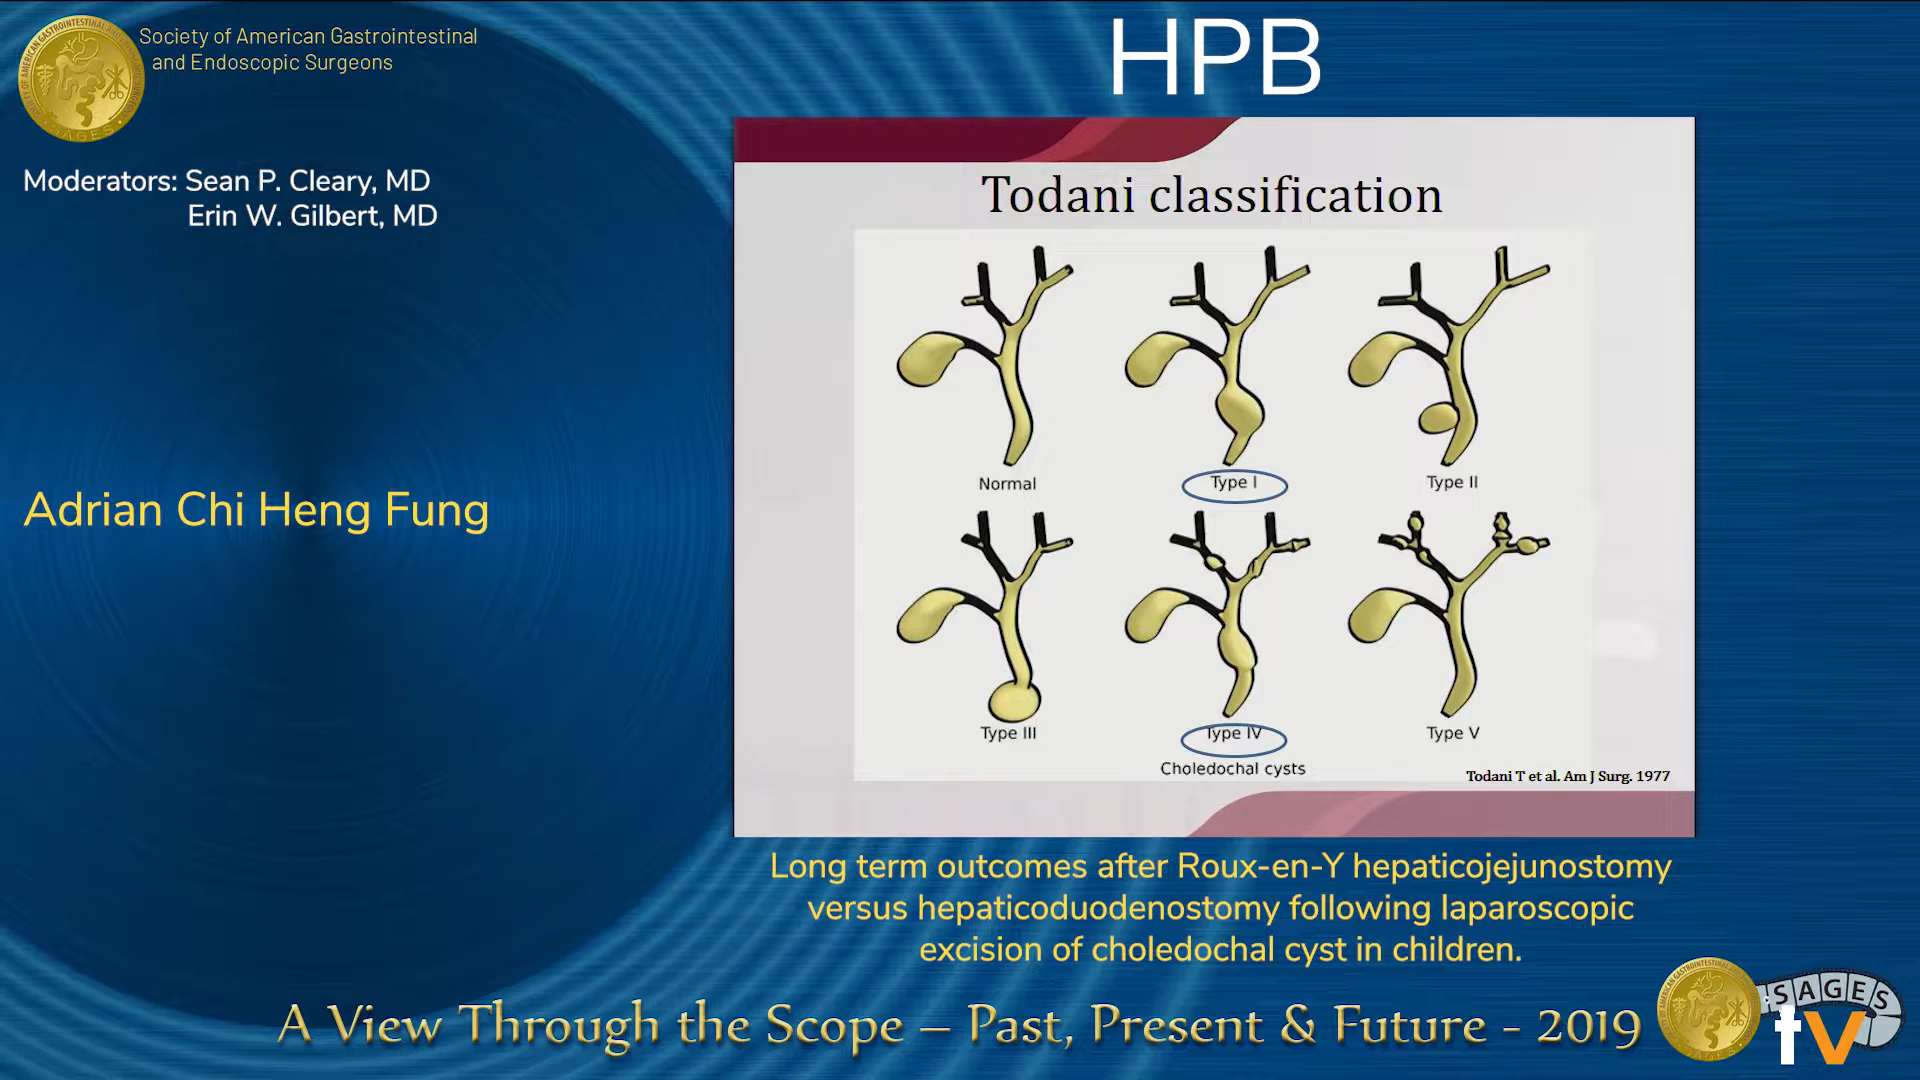 Society of American Gastrointestinal
and Endoscopic Surgeons
HPB
Moderators: Sean P. Cleary, MD
Erin W. Gilbert, MD
Adrian Chi Heng Fung
Todani classification
Normal
Type I
Type II
Type III
Type IV
Type V
Choledochal cysts
Todani T et al. Am J Surg. 1977
Long term outcomes after Roux-en-Y hepaticojejunostomy
versus hepaticoduodenostomy following laparoscopic
excision of choledochal cyst in children.
A View Through the Scope – Past, Present & Future - 2019
SAGES
tv
SAGES